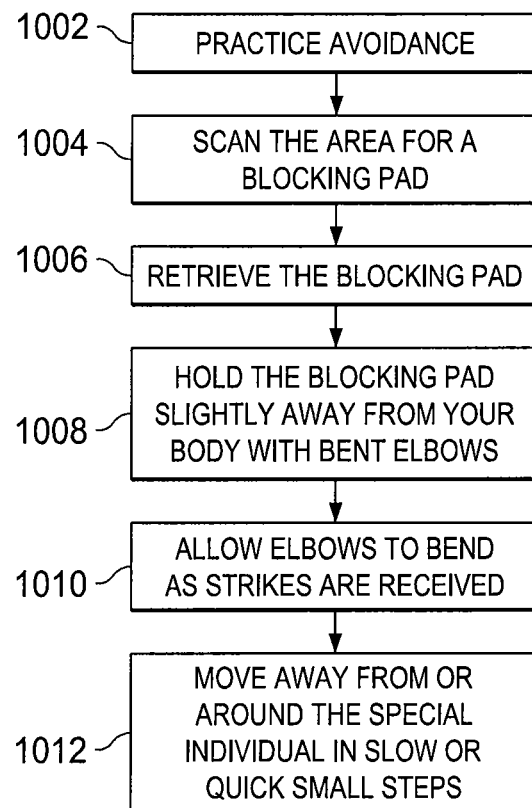 1002
PRACTICE AVOIDANCE
1004
SCAN THE AREA FOR A
BLOCKING PAD
1006
RETRIEVE THE BLOCKING PAD
1008
HOLD THE BLOCKING PAD
SLIGHTLY AWAY FROM YOUR
BODY WITH BENT ELBOWS
1010
ALLOW ELBOWS TO BEND
AS STRIKES ARE RECEIVED
1012
MOVE AWAY FROM OR
AROUND THE SPECIAL
INDIVIDUAL IN SLOW OR
QUICK SMALL STEPS